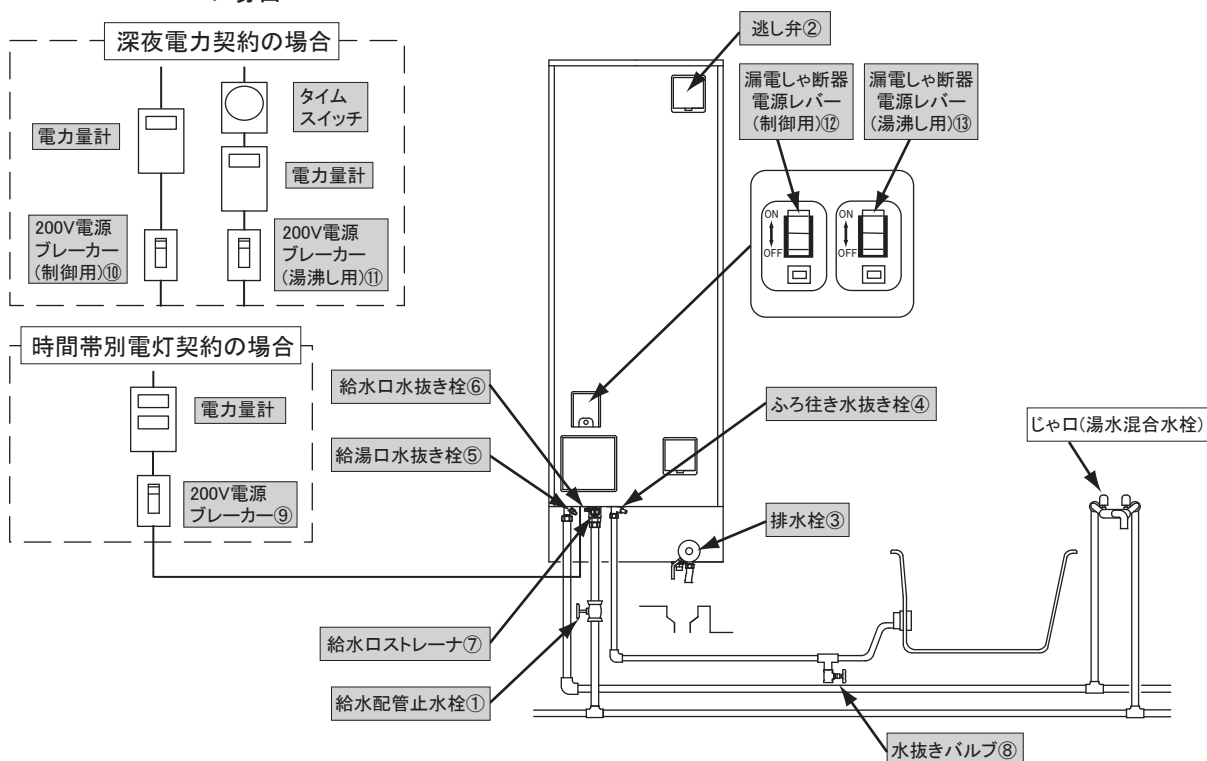 深夜電力契約の場合
電力量計
タイム
スイッチ
電力量計
200V電源
ブレーカー
(制御用)⑩
200V電源
ブレーカー
(湯沸し用)⑪
時間帯別電灯契約の場合
電力量計
200V電源
ブレーカー⑨
逃し弁②
漏電しゃ断器
電源レバー
(制御用)⑫
漏電しゃ断器
電源レバー
(湯沸し用)⑬
ON
OFF
ON
OFF
給水口水抜き栓⑥
給湯口水抜き栓⑤
ふろ往き水抜き栓④
じゃ口(湯水混合水栓)
排水栓③
給水口ストレーナ⑦
給水配管止水栓①
水抜きバルブ⑧